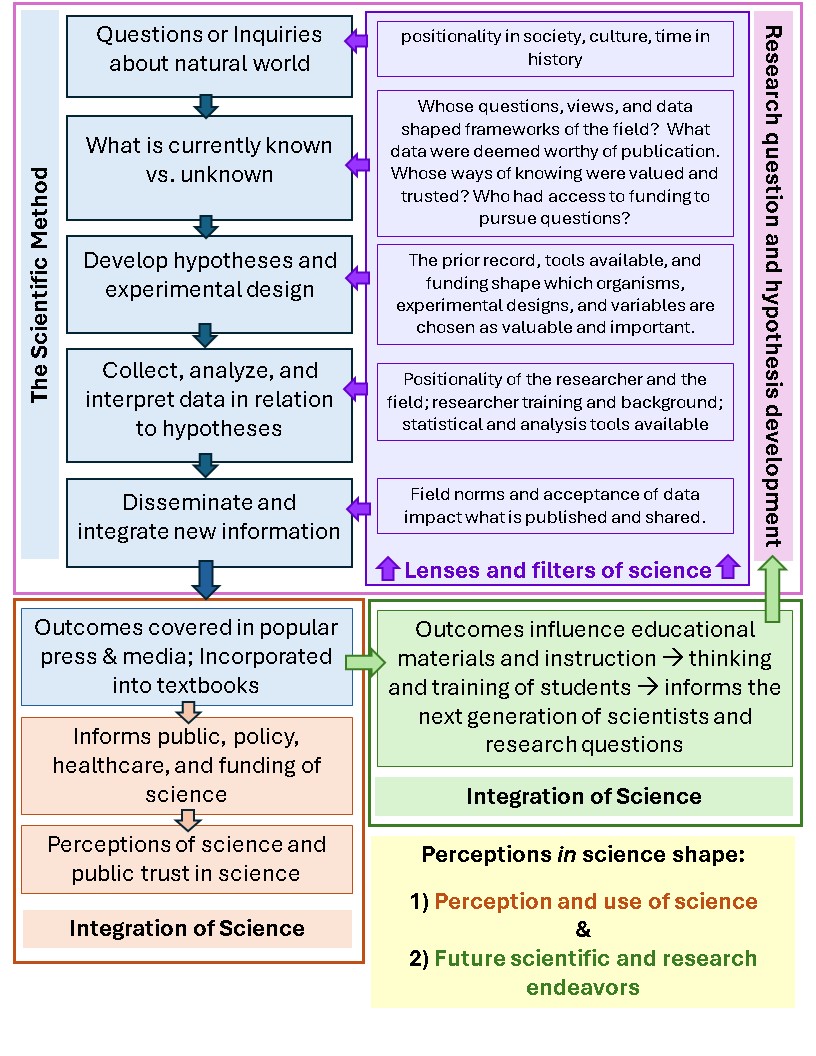 The Scientific Method
Questions or Inquiries
about natural world
What is currently known
vs. unknown
Develop hypotheses and
experimental design
Collect, analyze, and
interpret data in relation
to hypotheses
Disseminate and
integrate new information
positionality in society, culture, time in
history
Whose questions, views, and data
shaped frameworks of the field? What
data were deemed worthy of publication.
Whose ways of knowing were valued and
trusted? Who had access to funding to
pursue questions?
The prior record, tools available, and
funding shape which organisms,
experimental designs, and variables are
chosen as valuable and important.
Positionality of the researcher and the
field; researcher training and background;
statistical and analysis tools available
Field norms and acceptance of data
impact what is published and shared.
Lenses and filters of science
Research question and hypothesis development
Outcomes covered in popular
press & media; Incorporated
into textbooks
Informs public, policy,
healthcare, and funding of
science
Perceptions of science and
public trust in science
Integration of Science
Outcomes influence educational
materials and instruction → thinking
and training of students → informs the
next generation of scientists and
research questions
Integration of Science
Perceptions in science shape:
1) Perception and use of science
&
2) Future scientific and research
endeavors